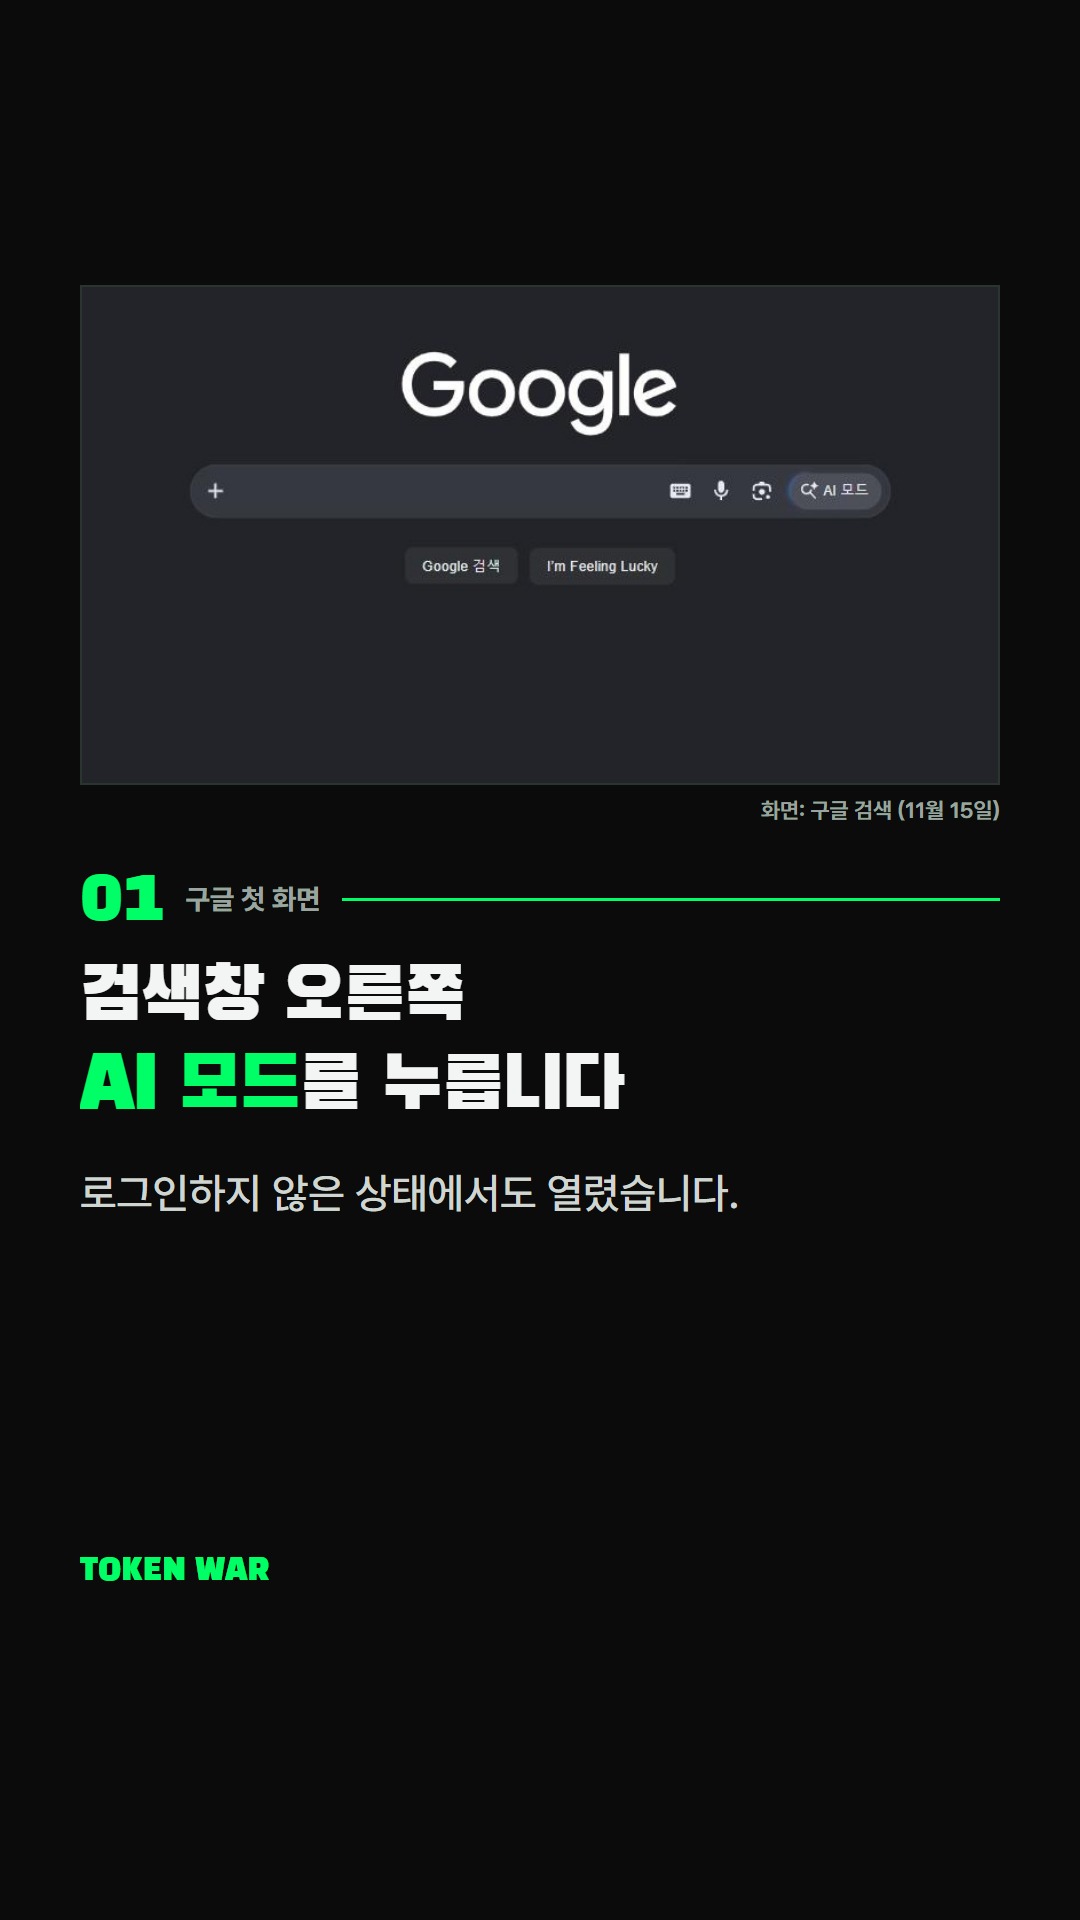 Google
AI 모드
Google 검색
I'm Feeling Lucky
화면: 구글 검색 (11월 15일)
01 구글 첫 화면
검색창 오른쪽
AI 모드를 누릅니다
로그인하지 않은 상태에서도 열렸습니다.
TOKEN WAR